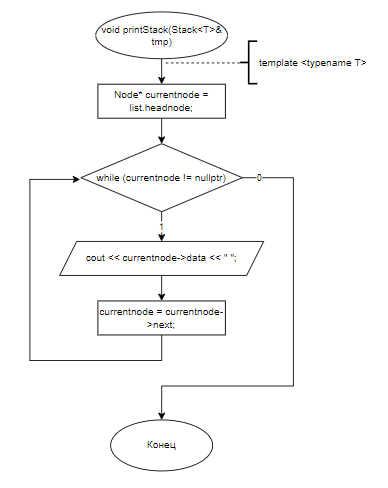 void printStack(Stack<T>&
tmp)
template <typename T>
Node* currentnode =
list.headnode;
while (currentnode != nullptr)
0
1
cout << currentnode->data << " ";
currentnode = currentnode-
>next;
Конец